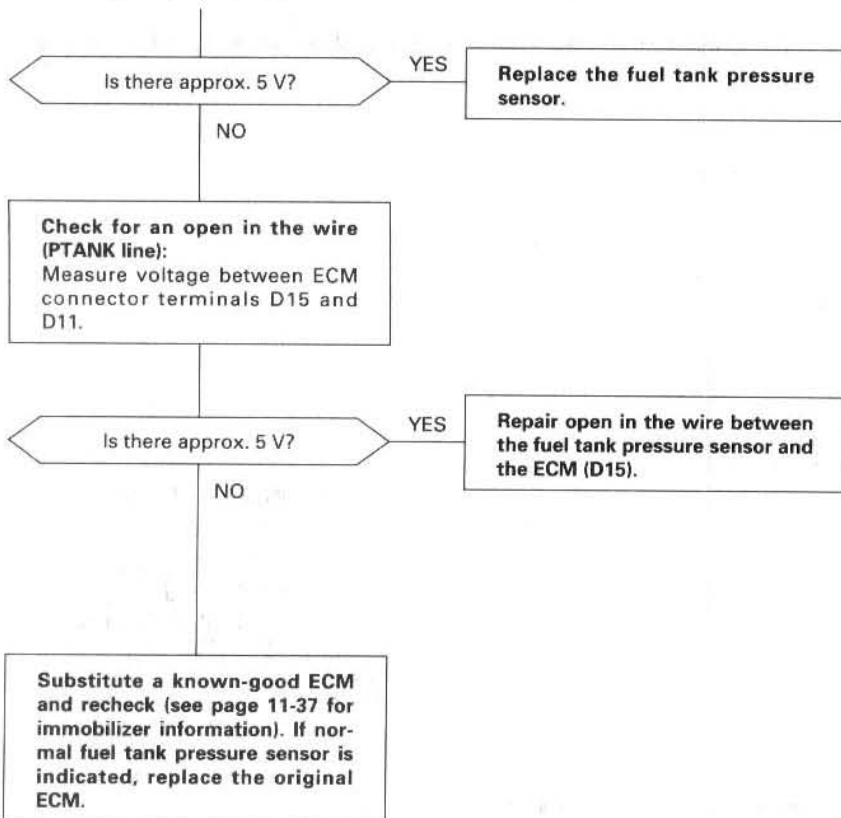 Is there approx. 5 V?
YES
Replace the fuel tank pressure
sensor.
NO
Check for an open in the wire
(PTANK line):
Measure voltage between ECM
connector terminals D15 and
D11.
Is there approx. 5 V?
YES
Repair open in the wire between
the fuel tank pressure sensor and
the ECM (D15).
NO
Substitute a known-good ECM
and recheck (see page 11-37 for
immobilizer information). If nor-
mal fuel tank pressure sensor is
indicated, replace the original
ECM.